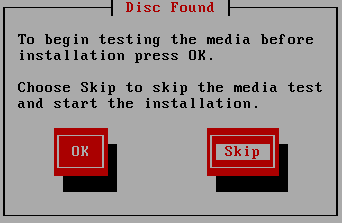 Disc Found
To begin testing the media before
installation press OK.
Choose Skip to skip the media test
and start the installation.
OK
Skip